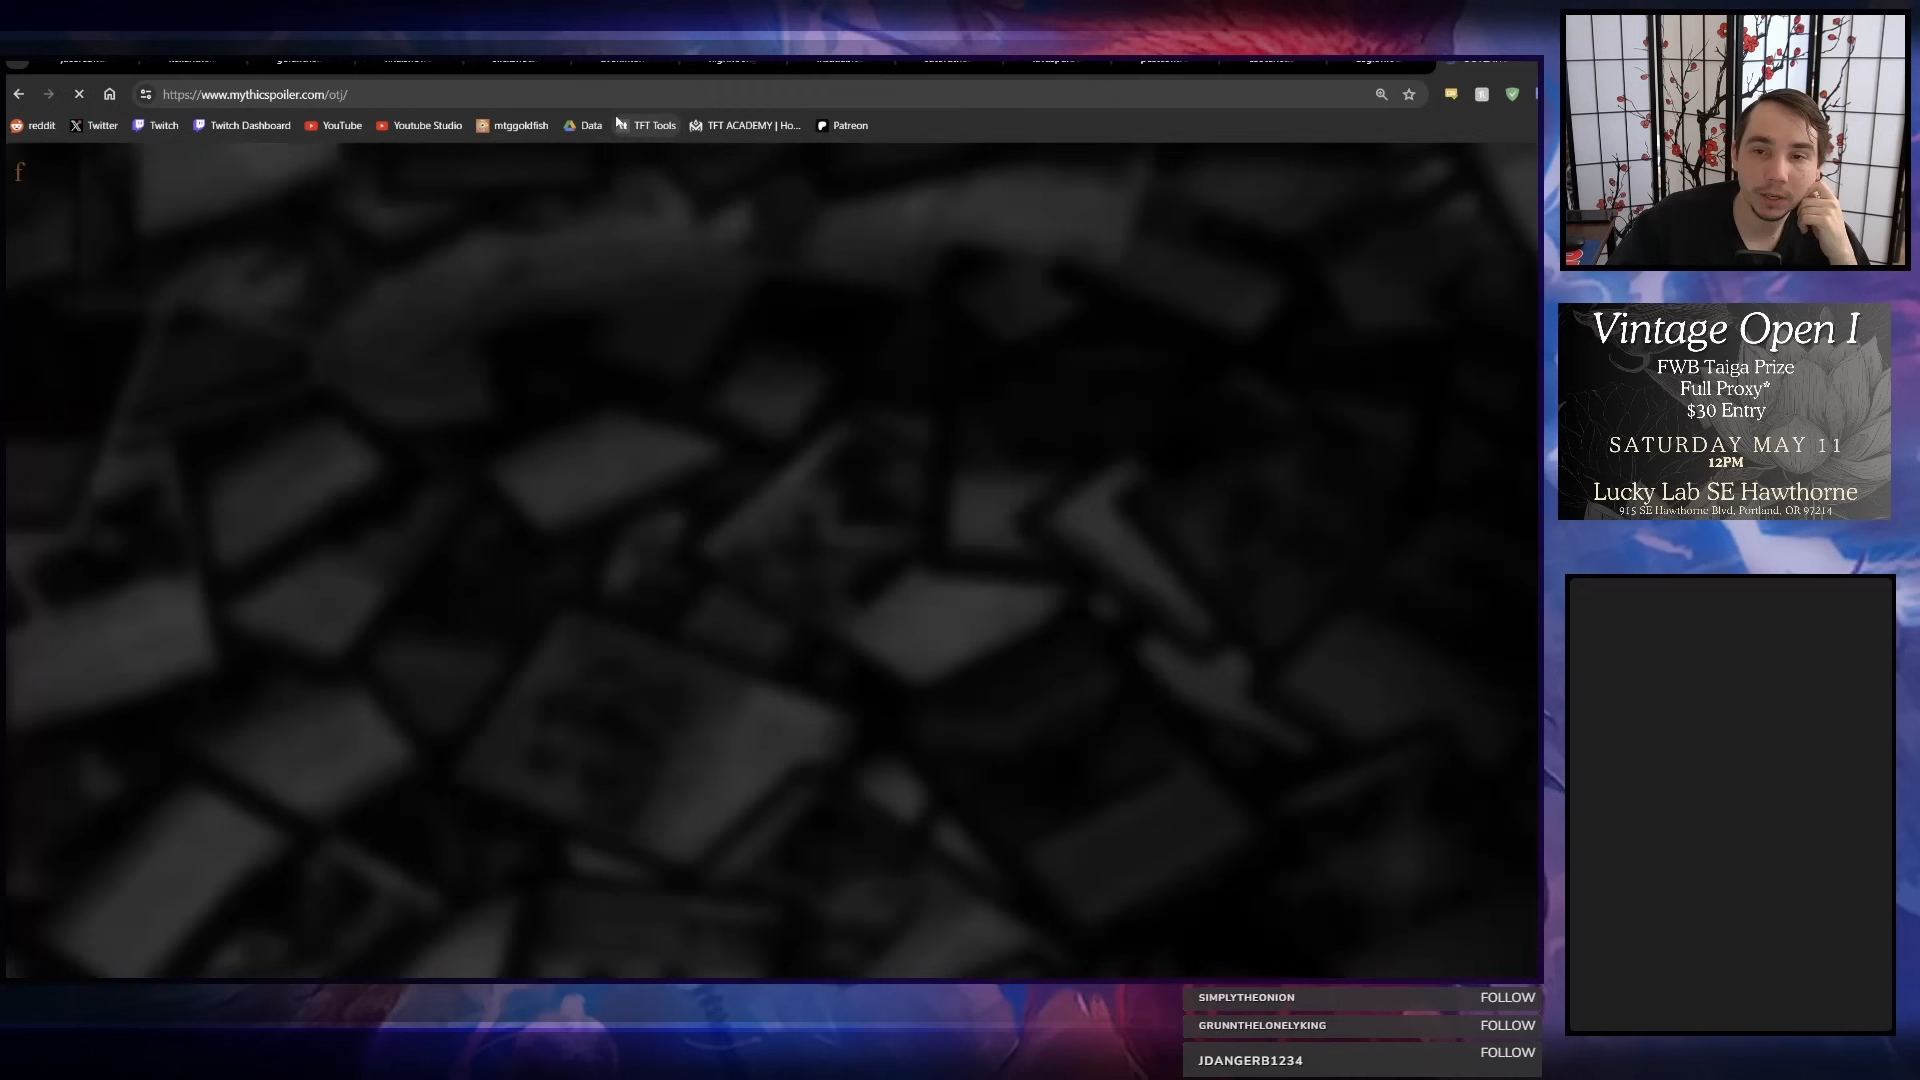 https://www.mythicspoiler.com/otj/
reddit
Twitter
Twitch
Twitch Dashboard
YouTube
Youtube Studio
mtggoldfish
Data
TFT Tools
TFT ACADEMY | Ho...
Patreon
f
Vintage Open I
FWB Taiga Prize
Full Proxy*
$30 Entry
SATURDAY MAY 11
12PM
Lucky Lab SE Hawthorne
915 SE Hawthorne Blvd, Portland, OR 97214
SIMPLYTHEONION FOLLOW
GRUNNTHELONELYKING FOLLOW
JDANGERB1234 FOLLOW